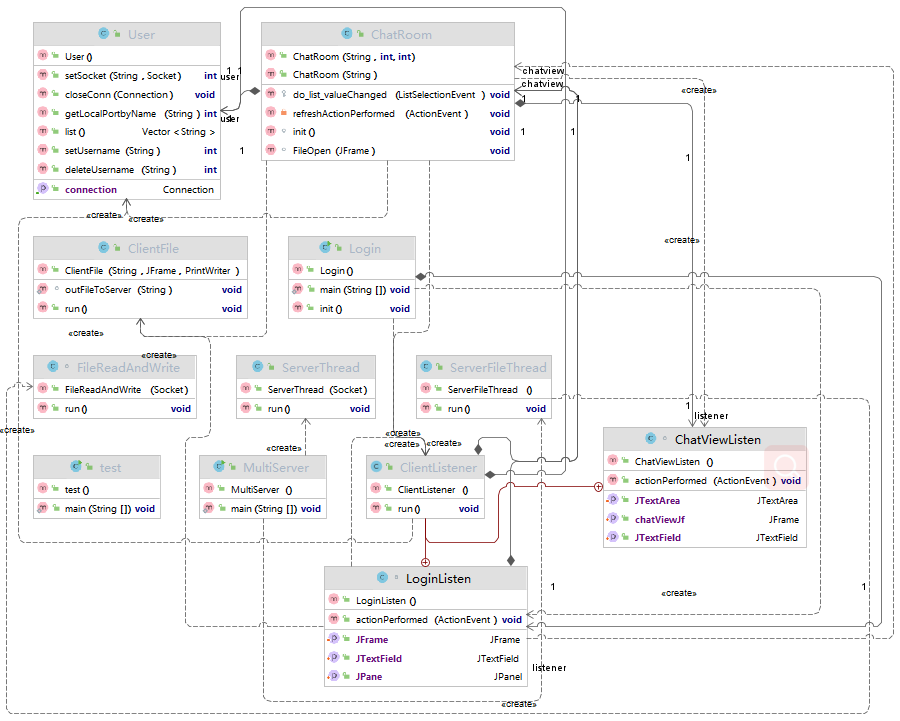 User
User ()
setSocket (String , Socket) int
closeConn (Connection) void
getLocalPortbyName (String ) int
list () Vector < String >
setUsername (String ) int
deleteUsername (String ) int
connection Connection
ChatRoom
ChatRoom (String , int, int)
ChatRoom (String )
do_list_valueChanged (ListSelectionEvent ) void
refreshActionPerformed (ActionEvent ) void
init () void
FileOpen (JFrame ) void
1
1
user
user
1
chatview
chatview
1
1
1
«create»
1
«create»
«create»
«create»
ClientFile
ClientFile (String , JFrame , PrintWriter )
outFileToServer (String ) void
run () void
Login
Login ()
main (String []) void
init () void
«create»
«create»
FileReadAndWrite
FileReadAndWrite (Socket)
run () void
ServerThread
ServerThread (Socket)
run () void
ServerFileThread
ServerFileThread ()
run () void
1
listener
«create»
«create»
«create»
«create»
«create»
ChatViewListen
ChatViewListen ()
actionPerformed (ActionEvent ) void
JTextArea JTextArea
chatViewJf JFrame
JTextField JTextField
test
test ()
main (String []) void
MultiServer
MultiServer ()
main (String []) void
ClientListener
ClientListener ()
run () void
LoginListen
LoginListen ()
actionPerformed (ActionEvent ) void
JFrame JFrame
JTextField JTextField
JPane JPanel
1
«create»
1
listener
«create»